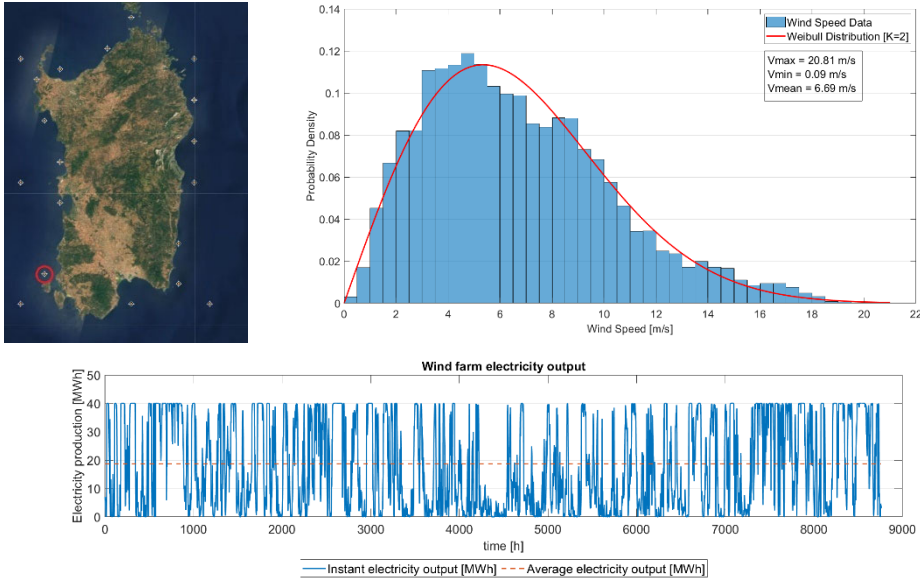 0.14
0.12
0.1
0.08
0.06
0.04
0.02
0
Probability Density
0 2 4 6 8 10 12 14 16 18 20 22
Wind Speed [m/s]
Wind Speed Data
Weibull Distribution [K=2]
Vmax = 20.81 m/s
Vmin = 0.09 m/s
Vmean = 6.69 m/s
Wind farm electricity output
50
40
30
20
10
0
Electricity production [MWh]
0 1000 2000 3000 4000 5000 6000 7000 8000 9000
time [h]
Instant electricity output [MWh] Average electricity output [MWh]